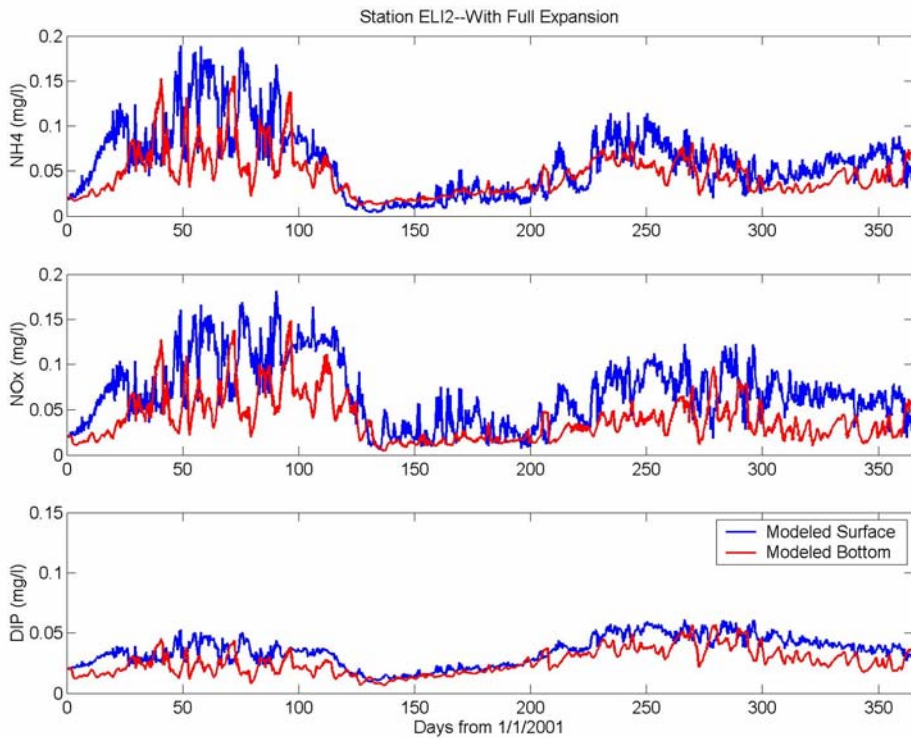 Station ELI2--With Full Expansion
0.2
0.15
0.1
0.05
0
NH4 (mg/l)
0 50 100 150 200 250 300 350
0.2
0.15
0.1
0.05
0
NOx (mg/l)
0 50 100 150 200 250 300 350
0.15
0.1
0.05
0
DIP (mg/l)
Modeled Surface
Modeled Bottom
0 50 100 150 200 250 300 350
Days from 1/1/2001